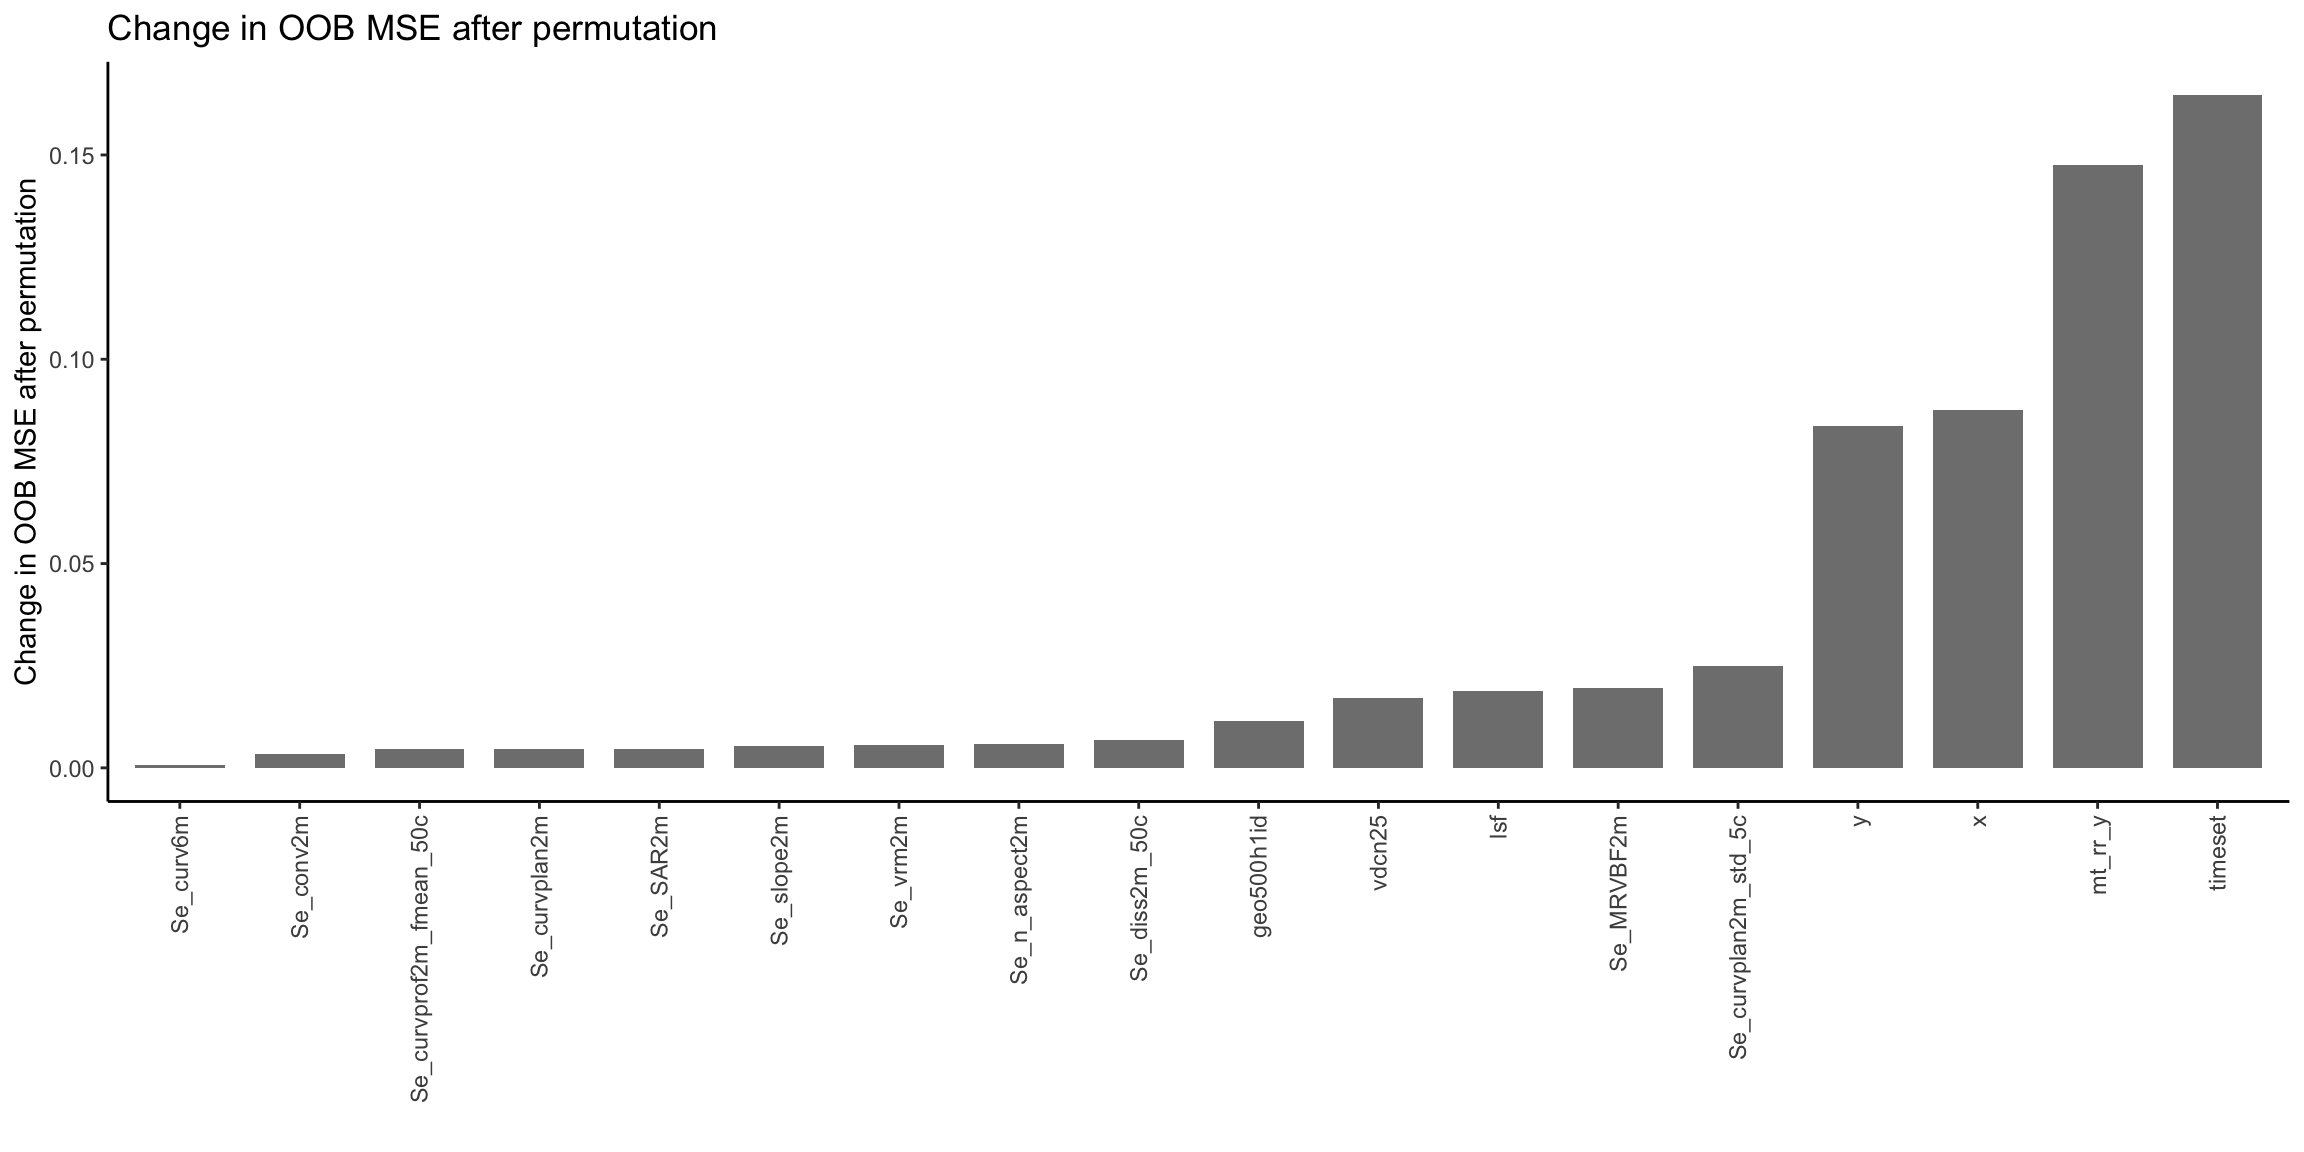 Change in OOB MSE after permutation
Change in OOB MSE after permutation
0.15
0.10
0.05
0.00
Se_curv6m
Se_conv2m
Se_curvprof2m_fmean_50c
Se_curvplan2m
Se_SAR2m
Se_slope2m
Se_vrm2m
Se_n_aspect2m
Se_diss2m_50c
geo500h1id
vdcn25
lsf
Se_MRVBF2m
Se_curvplan2m_std_5c
y
x
mt_rr_y
timeset